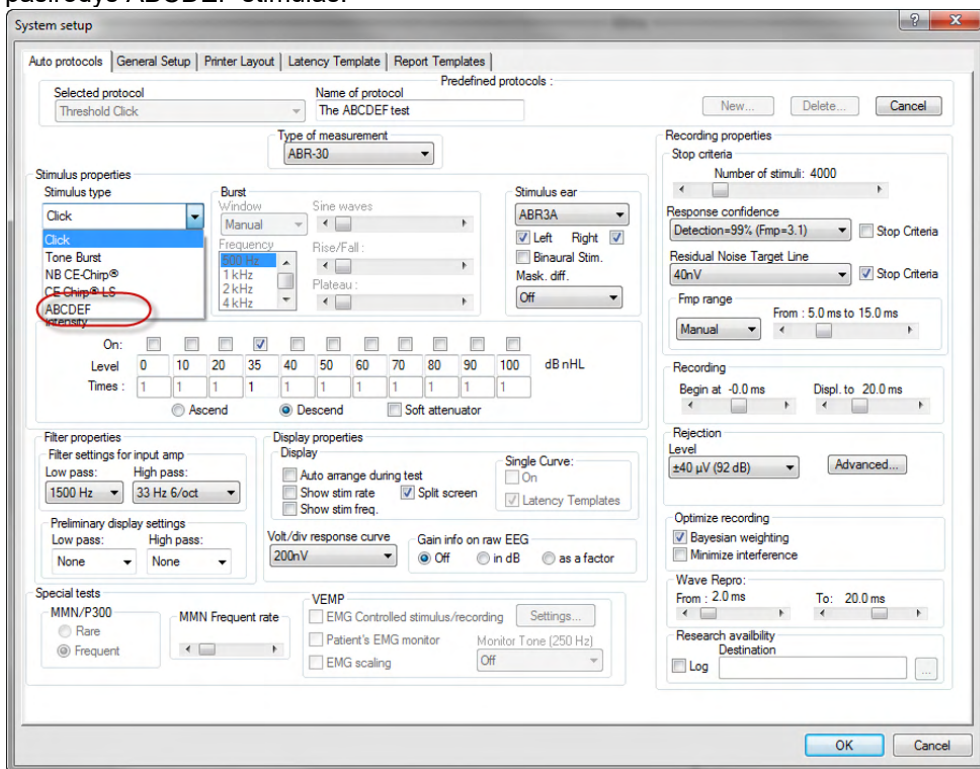 pasirodys ABCDEF stimulas.
System setup
Auto protocols General Setup Printer Layout Latency Template Report Templates
Predefined protocols :
Selected protocol
Threshold Click
Name of protocol
The ABCDEF test
New... Delete... Cancel
Type of measurement
ABR-30
Stimulus properties
Stimulus type
Click
Click
Tone Burst
NB CE-Chirp®
CE-Chirp® LS
ABCDEF
Intensity
Burst
Window
Manual
Sine waves
Frequency
500 Hz
1 kHz
2 kHz
4 kHz
Rise/Fall :
Plateau :
Stimulus ear
ABR3A
Left Right
Binaural Stim.
Mask. diff.
Off
On:
Level 0 10 20 35 40 50 60 70 80 90 100 dB nHL
Times : 1 1 1 1 1 1 1 1 1 1 1
Ascend Descend Soft attenuator
Filter properties
Filter settings for input amp
Low pass: High pass:
1500 Hz 33 Hz 6/oct
Preliminary display settings
Low pass: High pass:
None None
Display properties
Display
Auto arrange during test
Show stim rate Split screen
Show stim freq.
Single Curve:
On
Latency Templates
Volt/div response curve
200nV
Gain info on raw EEG
Off in dB as a factor
Special tests
MMN/P300
Rare
Frequent
MMN Frequent rate
VEMP
EMG Controlled stimulus/recording Settings...
Patient's EMG monitor
EMG scaling
Monitor Tone (250 Hz)
Off
Recording properties
Stop criteria
Number of stimuli: 4000
Response confidence
Detection=99% (Fmp=3.1) Stop Criteria
Residual Noise Target Line
40nV Stop Criteria
Fmp range
From : 5.0 ms to 15.0 ms
Manual
Recording
Begin at -0.0 ms Displ. to 20.0 ms
Rejection
Level
±40 µV (92 dB) Advanced...
Optimize recording
Bayesian weighting
Minimize interference
Wave Repro:
From : 2.0 ms To: 20.0 ms
Research availbility
Destination
Log ...
OK Cancel